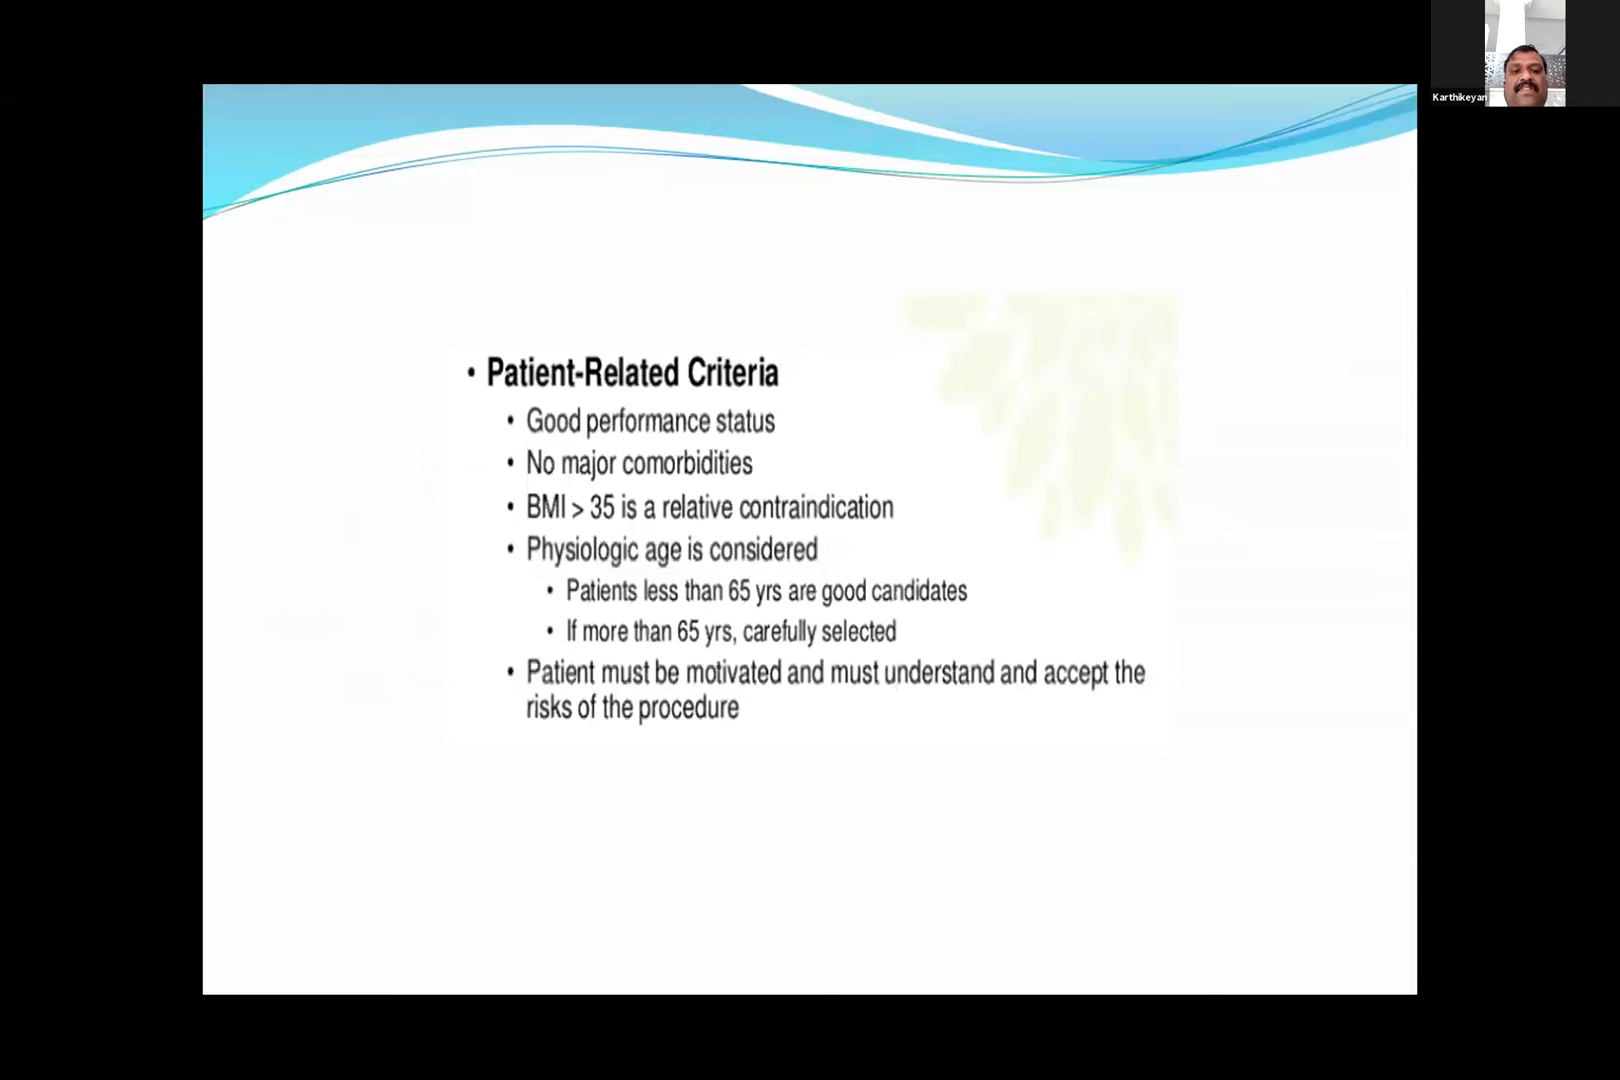 Karthikeyan
• Patient-Related Criteria
• Good performance status
• No major comorbidities
• BMI > 35 is a relative contraindication
• Physiologic age is considered
• Patients less than 65 yrs are good candidates
• If more than 65 yrs, carefully selected
• Patient must be motivated and must understand and accept the
risks of the procedure